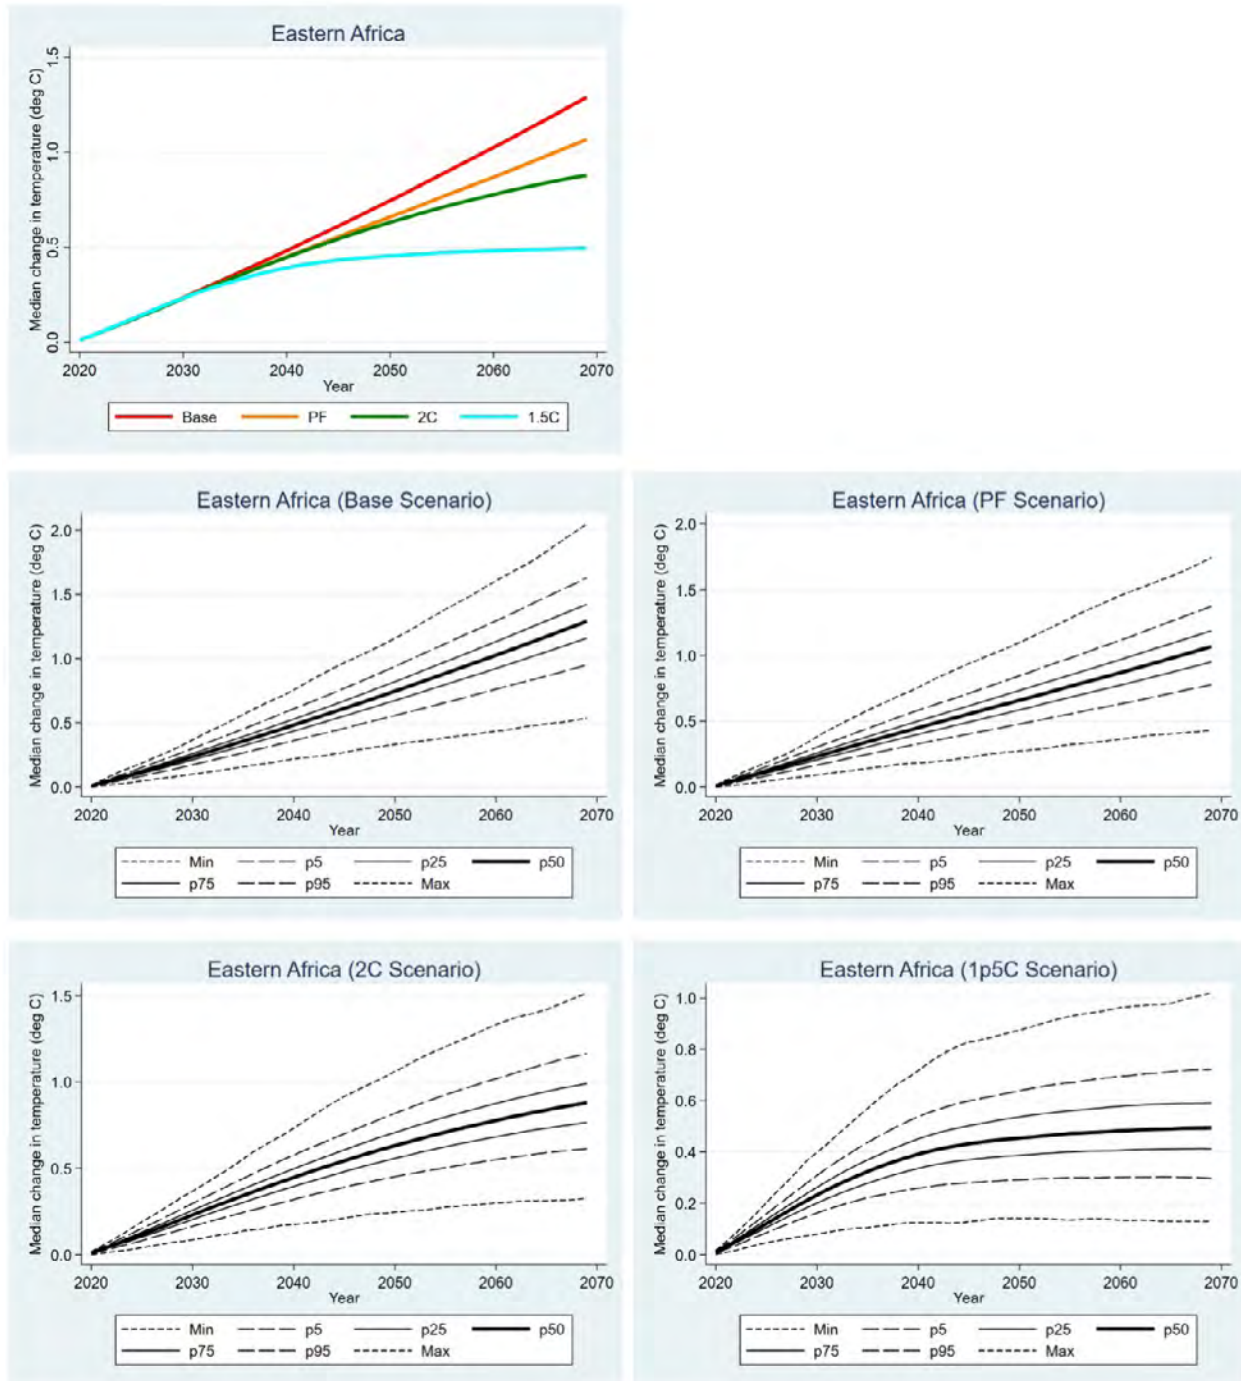 Eastern Africa
Median change in temperature (deg C)
1.5
1.0
0.5
0.0
2020 2030 2040 2050 2060 2070
Year
Base PF 2C 1.5C
Eastern Africa (Base Scenario)
Median change in temperature (deg C)
2.0
1.5
1.0
0.5
0.0
2020 2030 2040 2050 2060 2070
Year
Min p5 p25 p50
p75 p95 Max
Eastern Africa (PF Scenario)
Median change in temperature (deg C)
2.0
1.5
1.0
0.5
0.0
2020 2030 2040 2050 2060 2070
Year
Min p5 p25 p50
p75 p95 Max
Eastern Africa (2C Scenario)
Median change in temperature (deg C)
1.5
1.0
0.5
0.0
2020 2030 2040 2050 2060 2070
Year
Min p5 p25 p50
p75 p95 Max
Eastern Africa (1p5C Scenario)
Median change in temperature (deg C)
1.0
0.8
0.6
0.4
0.2
0.0
2020 2030 2040 2050 2060 2070
Year
Min p5 p25 p50
p75 p95 Max